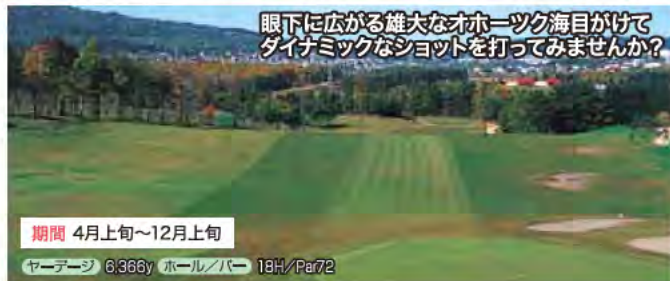 眼下に広がる雄大なオホーツク海目がけて
ダイナミックなショットを打ってみませんか?
期間 4月上旬～12月上旬
ヤーデージ 6,366y ホール／パー 18H/Par72